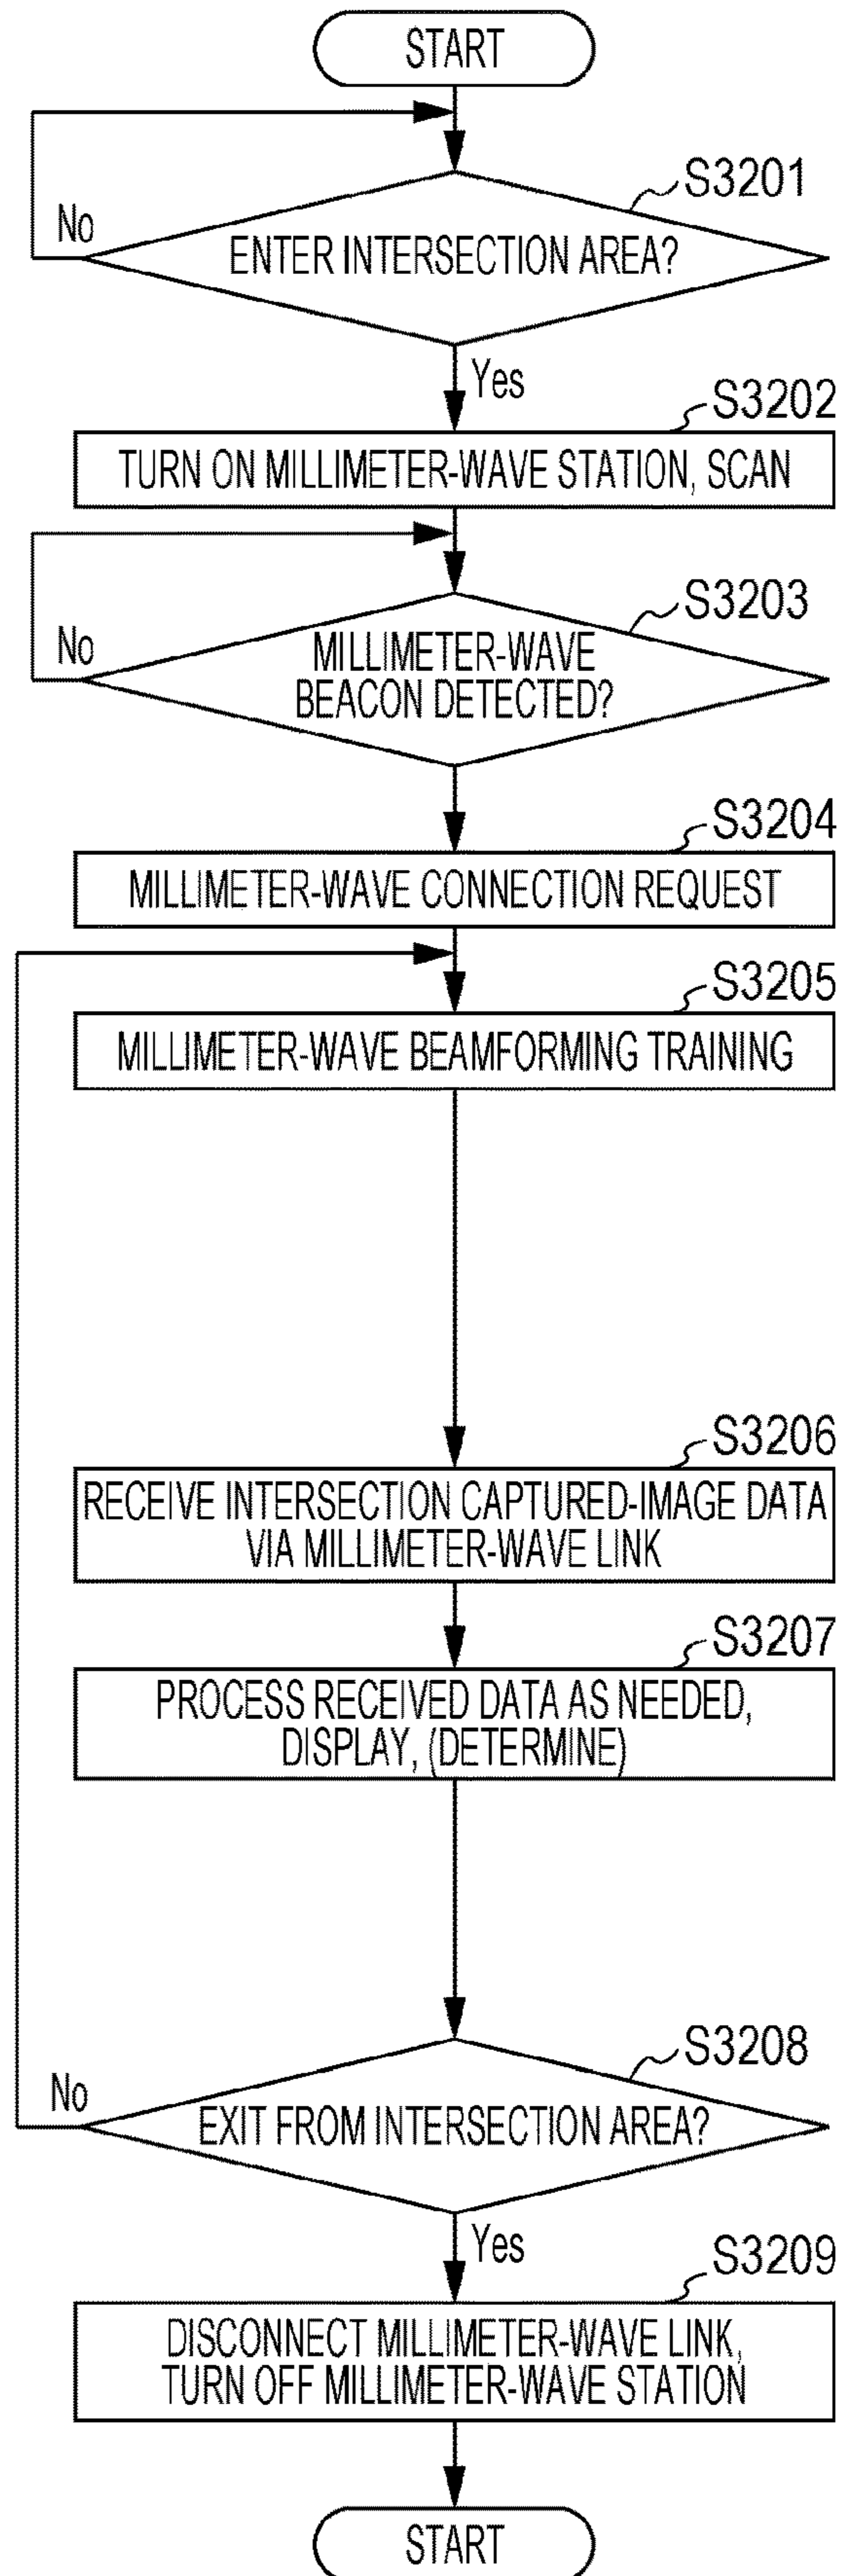 START
S3201
No
ENTER INTERSECTION AREA?
Yes
S3202
TURN ON MILLIMETER-WAVE STATION, SCAN
S3203
No
MILLIMETER-WAVE
BEACON DETECTED?
S3204
MILLIMETER-WAVE CONNECTION REQUEST
S3205
MILLIMETER-WAVE BEAMFORMING TRAINING
S3206
RECEIVE INTERSECTION CAPTURED-IMAGE DATA
VIA MILLIMETER-WAVE LINK
S3207
PROCESS RECEIVED DATA AS NEEDED,
DISPLAY, (DETERMINE)
S3208
No
EXIT FROM INTERSECTION AREA?
Yes
S3209
DISCONNECT MILLIMETER-WAVE LINK,
TURN OFF MILLIMETER-WAVE STATION
START